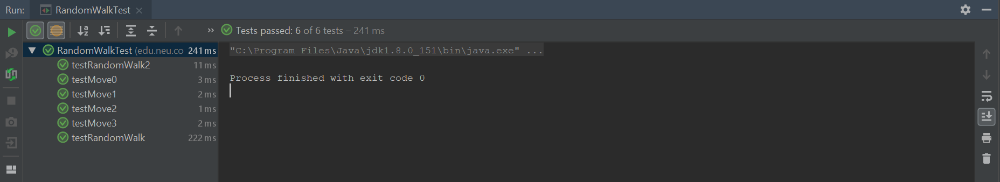 Run: RandomWalkTest
Tests passed: 6 of 6 tests – 241 ms
RandomWalkTest (edu.neu.co 241 ms
testRandomWalk2 11 ms
testMove0 3 ms
testMove1 2 ms
testMove2 1 ms
testMove3 2 ms
testRandomWalk 222 ms
"C:\Program Files\Java\jdk1.8.0_151\bin\java.exe" ...
Process finished with exit code 0